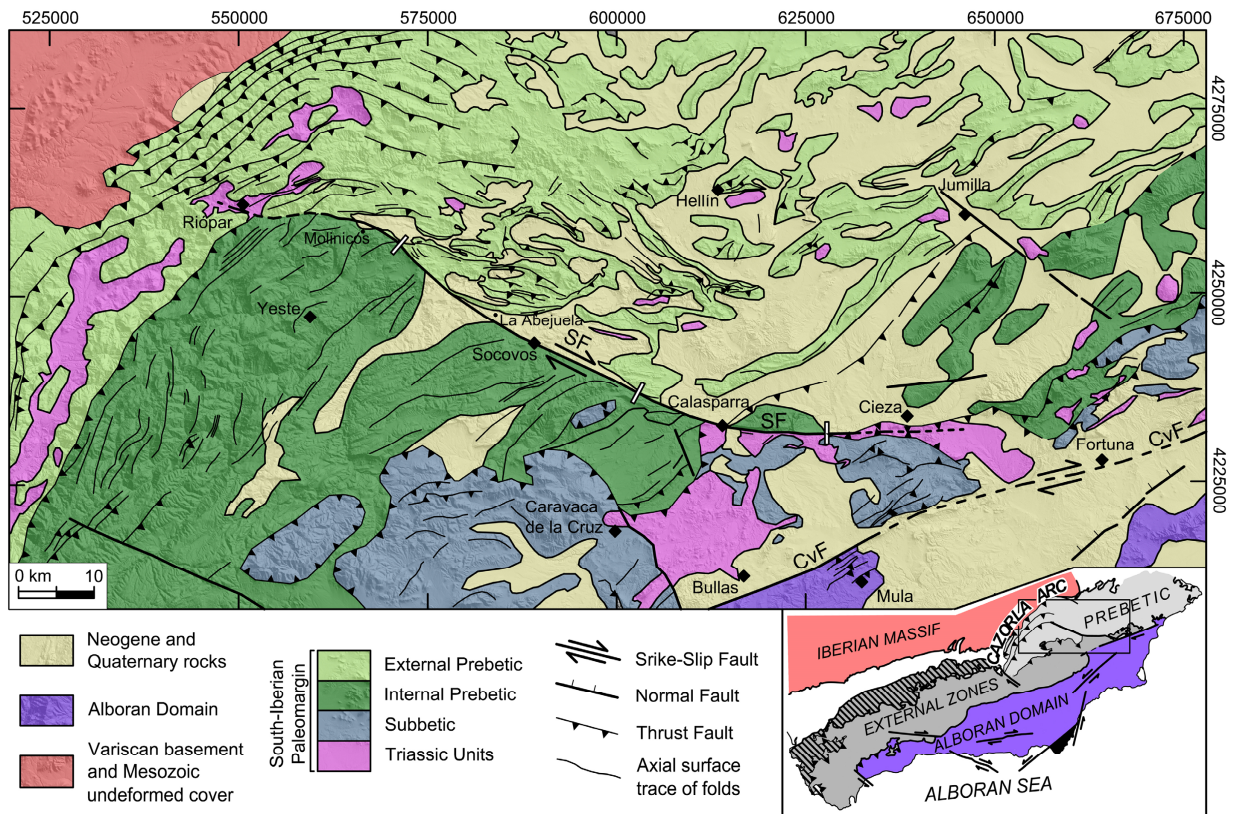 525000
550000
575000
600000
625000
650000
675000
4275000
4250000
4225000
Riópar
Molinicos
Yeste
Hellín
Jumilla
La Abejuela
SF
Socovos
Calasparra
SF
Cieza
Fortuna
CvF
Caravaca
de la Cruz
CvF
Bullas
Mula
0 km 10
Neogene and
Quaternary rocks
Alboran Domain
Variscan basement
and Mesozoic
undeformed cover
South-Iberian
Paleomargin
External Prebetic
Internal Prebetic
Subbetic
Triassic Units
Srike-Slip Fault
Normal Fault
Thrust Fault
Axial surface
trace of folds
IBERIAN MASSIF
CAZORLA ARC
PREBETIC
EXTERNAL ZONES
ALBORAN DOMAIN
ALBORAN SEA